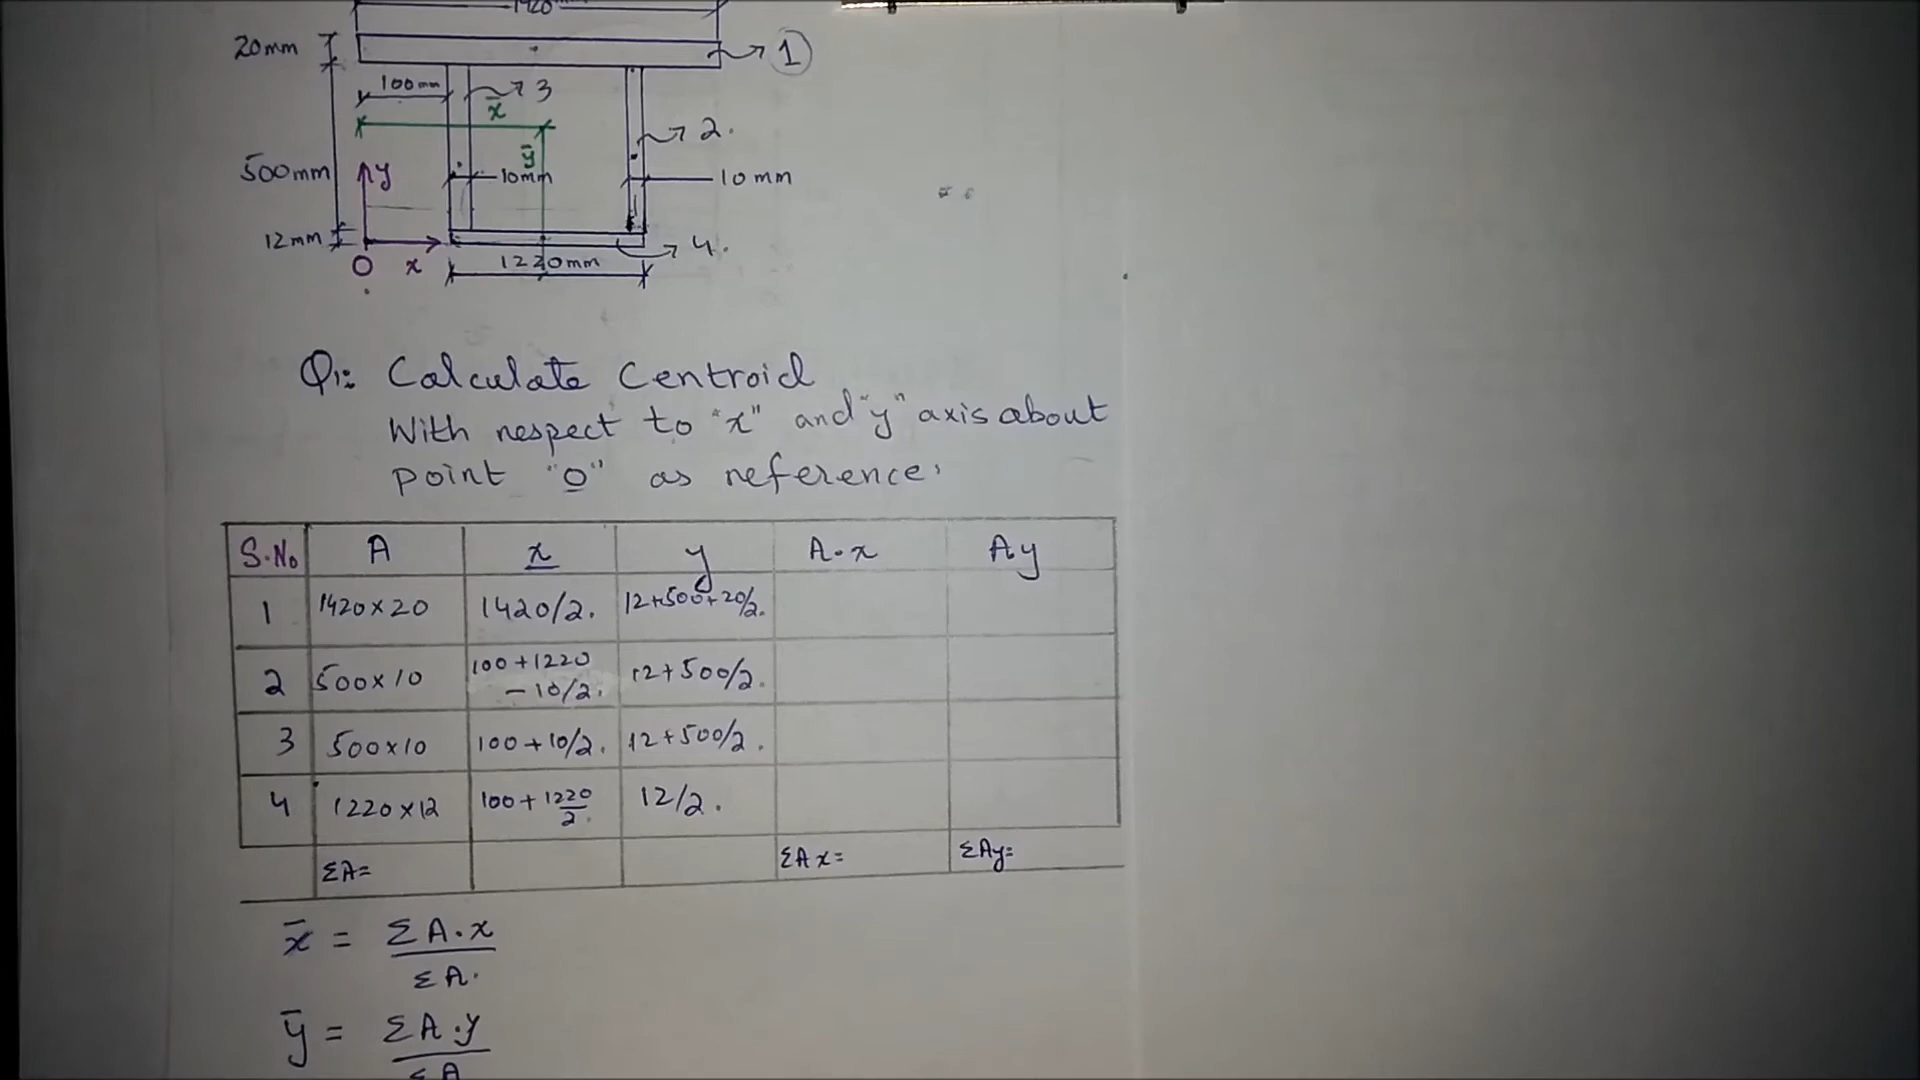 1420
20mm
1
100mm
3
x̄
2.
ȳ
500mm
y
10mm
10mm
12mm
4.
O
x
1220mm
Q1: Calculate Centroid
With respect to "x" and "y" axis about
point "O" as reference.
S.No A x y A.x Ay
1 1420×20 1420/2. 12+500+20/2.
2 500×10 100+1220 - 10/2. 12+500/2.
3 500×10 100+10/2. 12+500/2.
4 1220×12 100+1220/2. 12/2.
ΣA= ΣAx= ΣAy=
x̄ = ΣA.x
ΣA.
ȳ = ΣA.y
ΣA